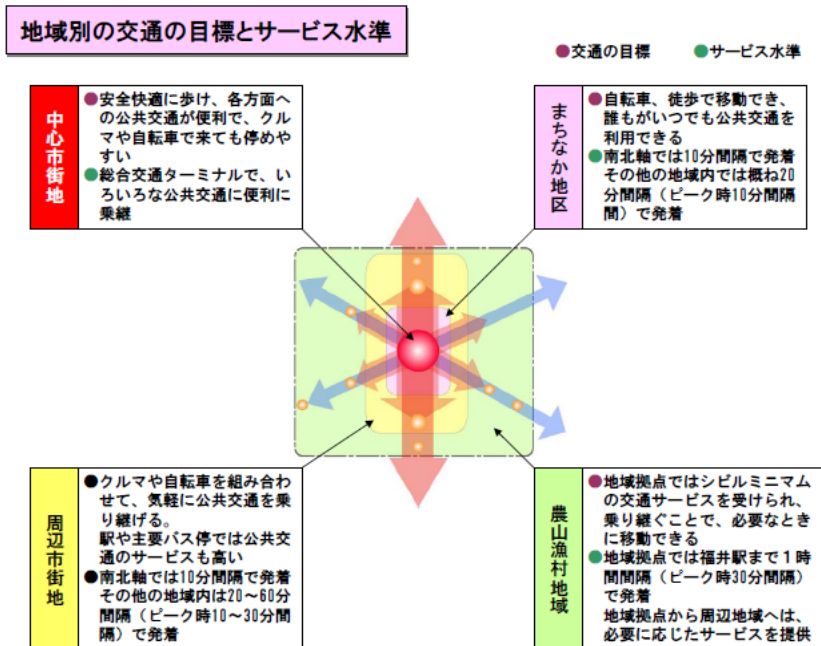 地域別の交通の目標とサービス水準
●交通の目標 ●サービス水準
中心市街地
●安全快適に歩け、各方面へ
の公共交通が便利で、クル
マや自転車で来ても停めや
すい
●総合交通ターミナルで、い
ろいろな公共交通に便利に
乗継
まちなか地区
●自転車、徒歩で移動でき、
誰もがいつでも公共交通を
利用できる
●南北軸では10分間隔で発着
その他の地域内では概ね20
分間隔(ピーク時10分間隔
間)で発着
周辺市街地
●クルマや自転車を組み合わ
せて、気軽に公共交通を乗
り継げる。
駅や主要バス停では公共交
通のサービスも高い
●南北軸では10分間隔で発着
その他の地域内は20~60分
間隔(ピーク時10~30分間
隔)で発着
農山漁村地域
●地域拠点ではシビルミニマム
の交通サービスを受けられ、
乗り継ぐことで、必要なとき
に移動できる
●地域拠点では福井駅まで1時
間間隔(ピーク時30分間隔)
で発着
地域拠点から周辺地域へは、
必要に応じたサービスを提供